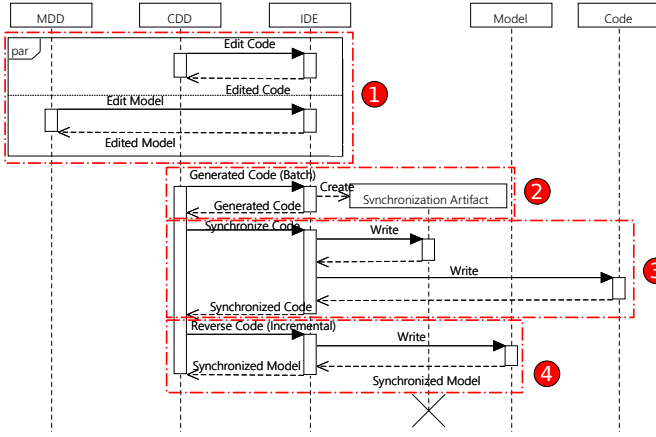 MDD CDD IDE Model Code
par
Edit Code
Edited Code
Edit Model
Edited Model
1
Generated Code (Batch)
Create
Synchronization Artifact
Generated Code
2
Synchronize Code
Write
Write
3
Synchronized Code
Reverse Code (Incremental)
Write
Synchronized Model
4
Synchronized Model